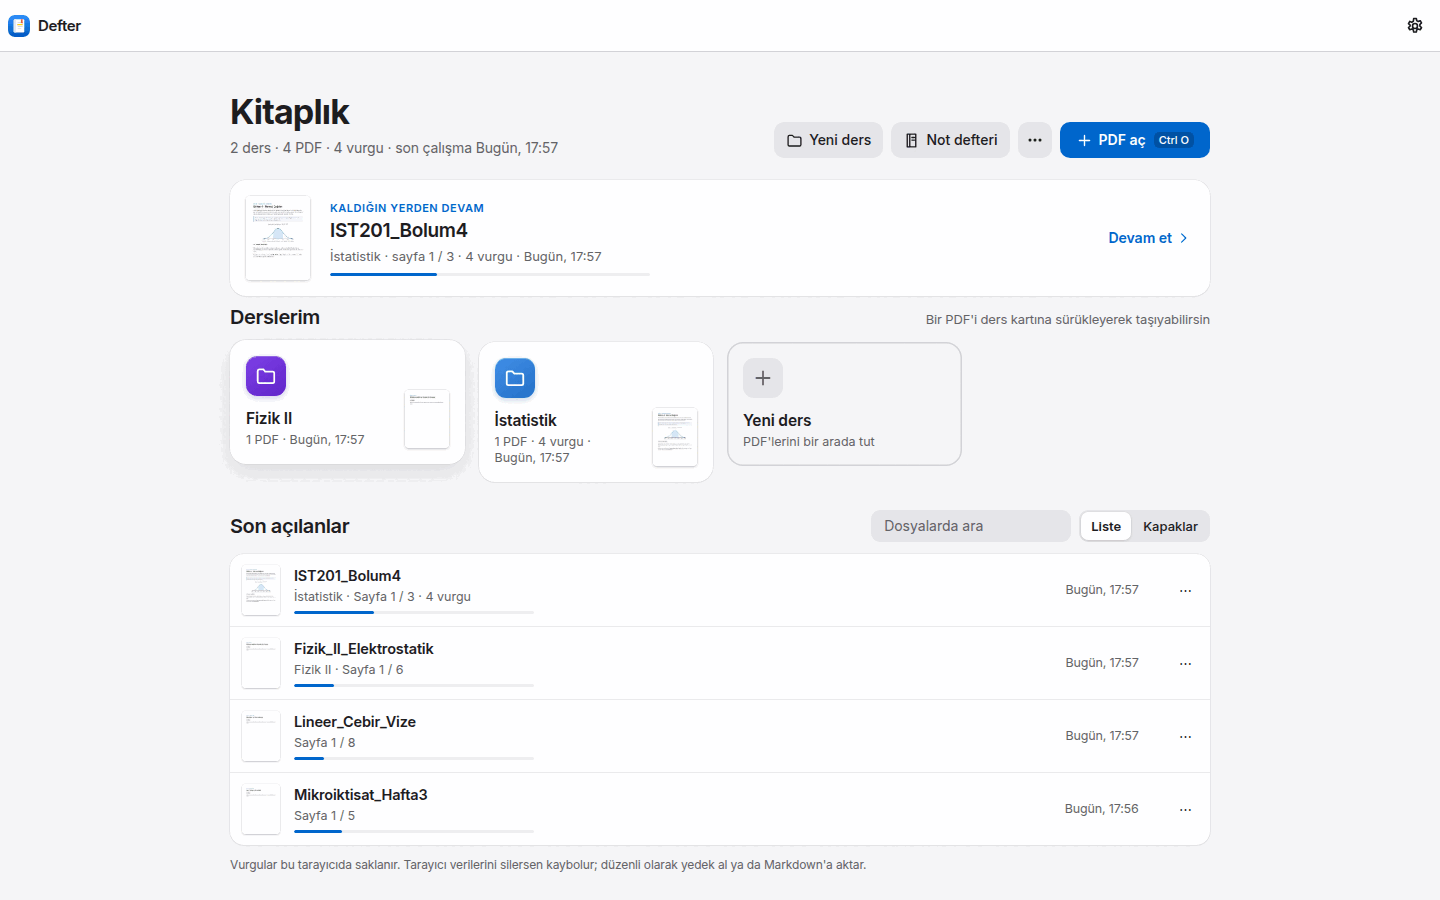 Defter
Kitaplık
2 ders · 4 PDF · 4 vurgu · son çalışma Bugün, 17:57
Yeni ders
Not defteri
PDF aç Ctrl O
KALDIĞIN YERDEN DEVAM
IST201_Bolum4
İstatistik · sayfa 1 / 3 · 4 vurgu · Bugün, 17:57
Devam et
Derslerim
Bir PDF'i ders kartına sürükleyerek taşıyabilirsin
Fizik II
1 PDF · Bugün, 17:57
İstatistik
1 PDF · 4 vurgu ·
Bugün, 17:57
Yeni ders
PDF'lerini bir arada tut
Son açılanlar
Dosyalarda ara
Liste
Kapaklar
IST201_Bolum4
İstatistik · Sayfa 1 / 3 · 4 vurgu
Bugün, 17:57
Fizik_II_Elektrostatik
Fizik II · Sayfa 1 / 6
Bugün, 17:57
Lineer_Cebir_Vize
Sayfa 1 / 8
Bugün, 17:57
Mikroiktisat_Hafta3
Sayfa 1 / 5
Bugün, 17:56
Vurgular bu tarayıcıda saklanır. Tarayıcı verilerini silersen kaybolur; düzenli olarak yedek al ya da Markdown'a aktar.